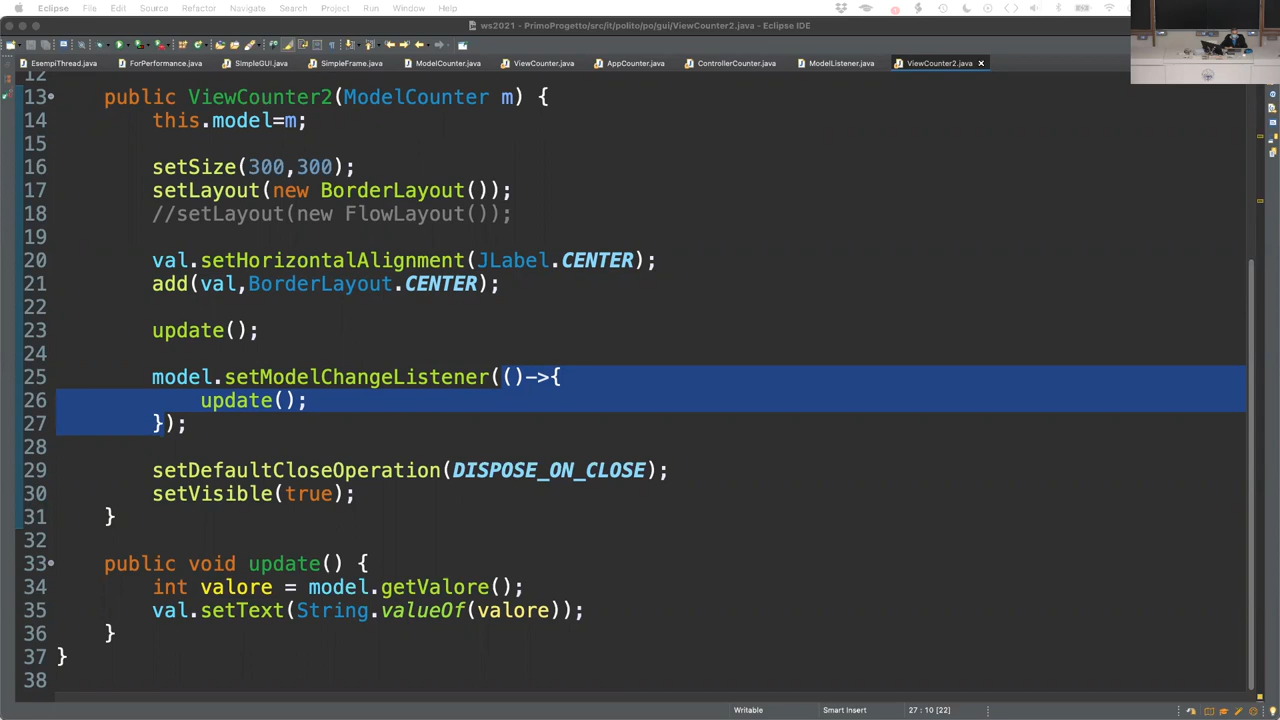 Eclipse File Edit Source Refactor Navigate Search Project Run Window Help
ws2021 - PrimoProgetto/src/it/polito/po/gui/ViewCounter2.java - Eclipse IDE
EsempiThread.java ForPerformance.java SimpleGUI.java SimpleFrame.java ModelCounter.java ViewCounter.java AppCounter.java ControllerCounter.java ModelListener.java ViewCounter2.java
12
13 public ViewCounter2(ModelCounter m) {
14 this.model=m;
15
16 setSize(300,300);
17 setLayout(new BorderLayout());
18 //setLayout(new FlowLayout());
19
20 val.setHorizontalAlignment(JLabel.CENTER);
21 add(val,BorderLayout.CENTER);
22
23 update();
24
25 model.setModelChangeListener(()->{
26 update();
27 });
28
29 setDefaultCloseOperation(DISPOSE_ON_CLOSE);
30 setVisible(true);
31 }
32
33 public void update() {
34 int valore = model.getValore();
35 val.setText(String.valueOf(valore));
36 }
37 }
38
Writable Smart Insert 27 : 10 [22]